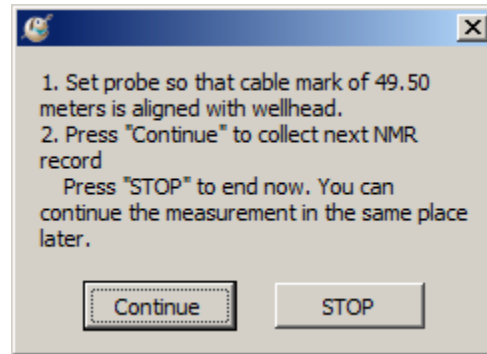 1. Set probe so that cable mark of 49.50
meters is aligned with wellhead.
2. Press "Continue" to collect next NMR
record
Press "STOP" to end now. You can
continue the measurement in the same place
later.
Continue
STOP